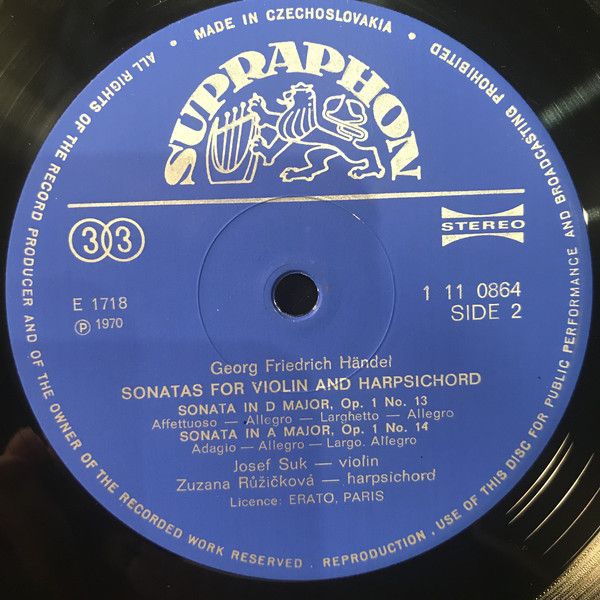 MADE IN CZECHOSLOVAKIA
ALL RIGHTS OF THE RECORD PRODUCER AND OF THE OWNER OF THE RECORDED WORK RESERVED . REPRODUCTION, USE OF THIS DISC FOR PUBLIC PERFORMANCE AND BROADCASTING PROHIBITED
SUPRAPHON
33
STEREO
E 1718
Ⓟ 1970
1 11 0864
SIDE 2
Georg Friedrich Händel
SONATAS FOR VIOLIN AND HARPSICHORD
SONATA IN D MAJOR, Op. 1 No. 13
Affettuoso — Allegro — Larghetto — Allegro
SONATA IN A MAJOR, Op. 1 No. 14
Adagio — Allegro — Largo. Allegro
Josef Suk — violin
Zuzana Růžičková — harpsichord
Licence: ERATO, PARIS